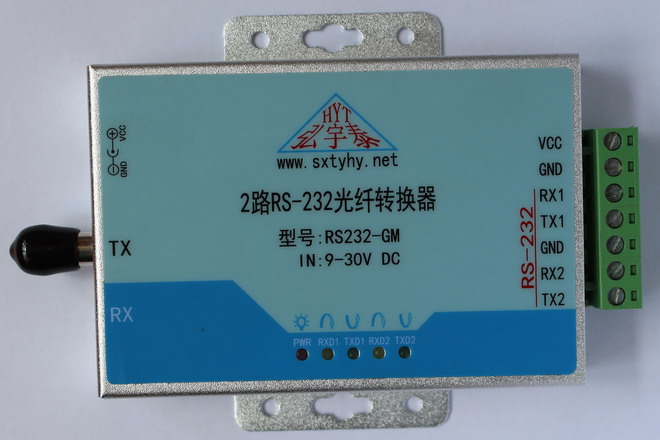 HYT
宏宇泰
www.sxtyhy.net
2路RS-232光纤转换器
型号:RS232-GM
IN:9-30V DC
VCC
GND
TX
RX
VCC
GND
RX1
TX1
GND
RX2
TX2
RS-232
PWR RXD1 TXD1 RXD2 TXD2